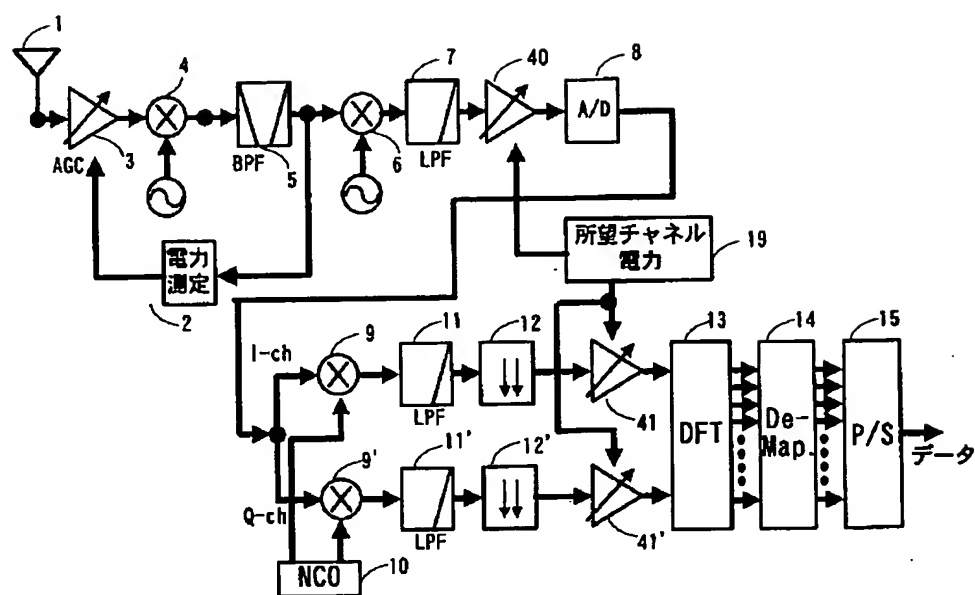 1
4
7
40
8
A/D
AGC
3
BPF
5
6
LPF
電力
測定
2
所望チャネル
電力
19
I-ch
9
11
12
13
14
15
LPF
41
DFT
De-
Map.
P/S
データ
9'
11'
12'
Q-ch
LPF
41'
NCO
10